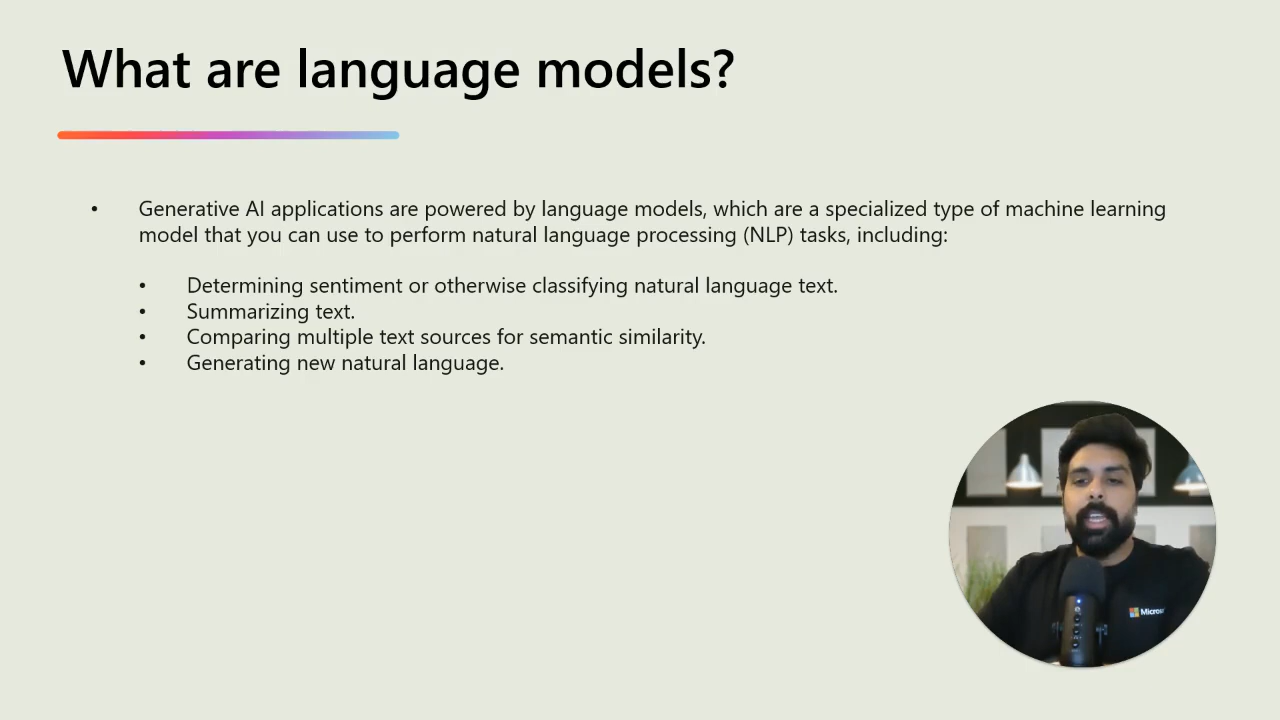 What are language models?
• Generative AI applications are powered by language models, which are a specialized type of machine learning
model that you can use to perform natural language processing (NLP) tasks, including:
• Determining sentiment or otherwise classifying natural language text.
• Summarizing text.
• Comparing multiple text sources for semantic similarity.
• Generating new natural language.